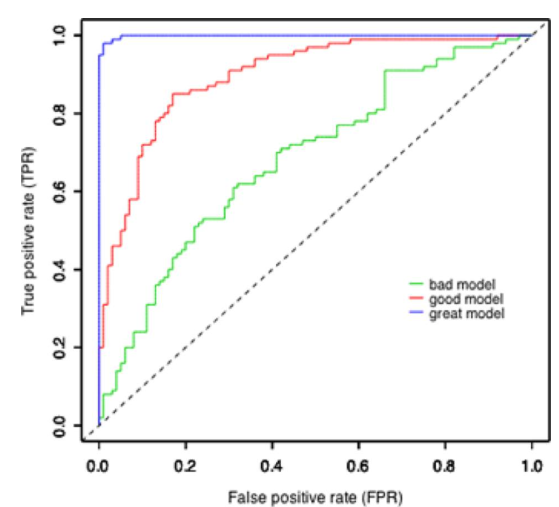 1.0
0.8
0.6
0.4
0.2
0.0
True positive rate (TPR)
bad model
good model
great model
0.0 0.2 0.4 0.6 0.8 1.0
False positive rate (FPR)